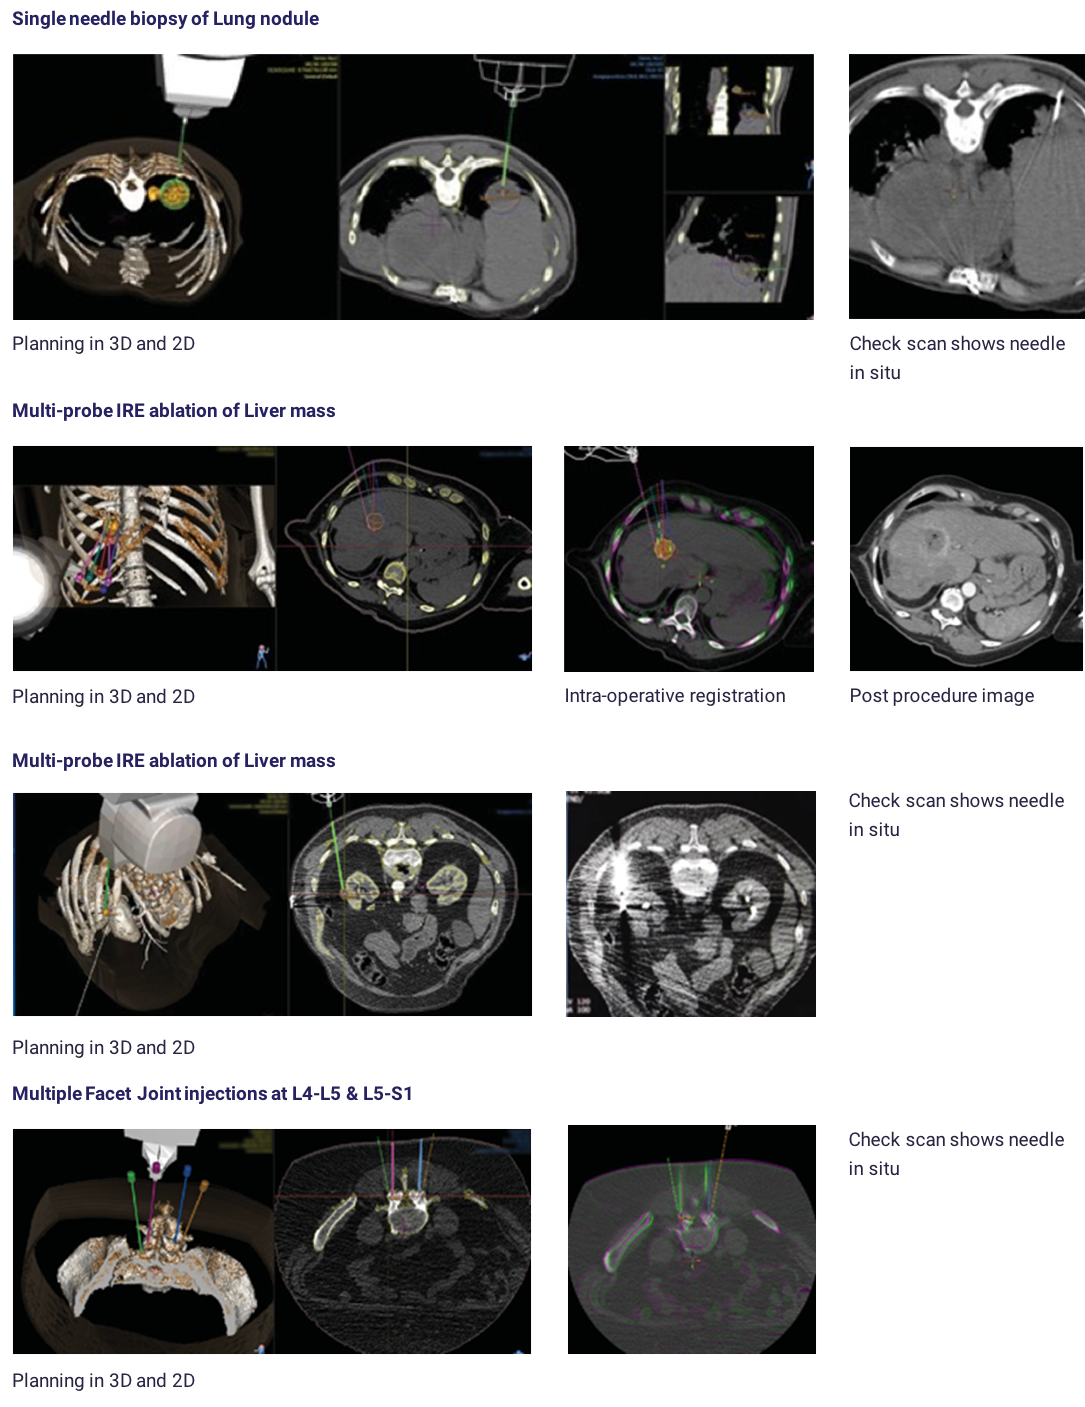 Single needle biopsy of Lung nodule
Planning in 3D and 2D
Check scan shows needle
in situ
Multi-probe IRE ablation of Liver mass
Planning in 3D and 2D
Intra-operative registration
Post procedure image
Multi-probe IRE ablation of Liver mass
Check scan shows needle
in situ
Planning in 3D and 2D
Multiple Facet Joint injections at L4-L5 & L5-S1
Check scan shows needle
in situ
Planning in 3D and 2D